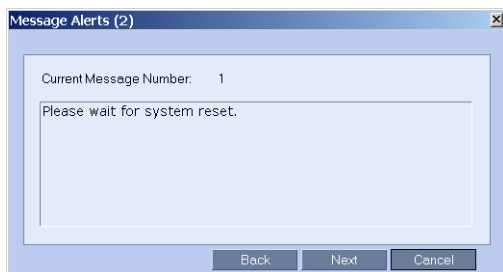 Message Alerts (2)
Current Message Number: 1
Please wait for system reset.
Back Next Cancel